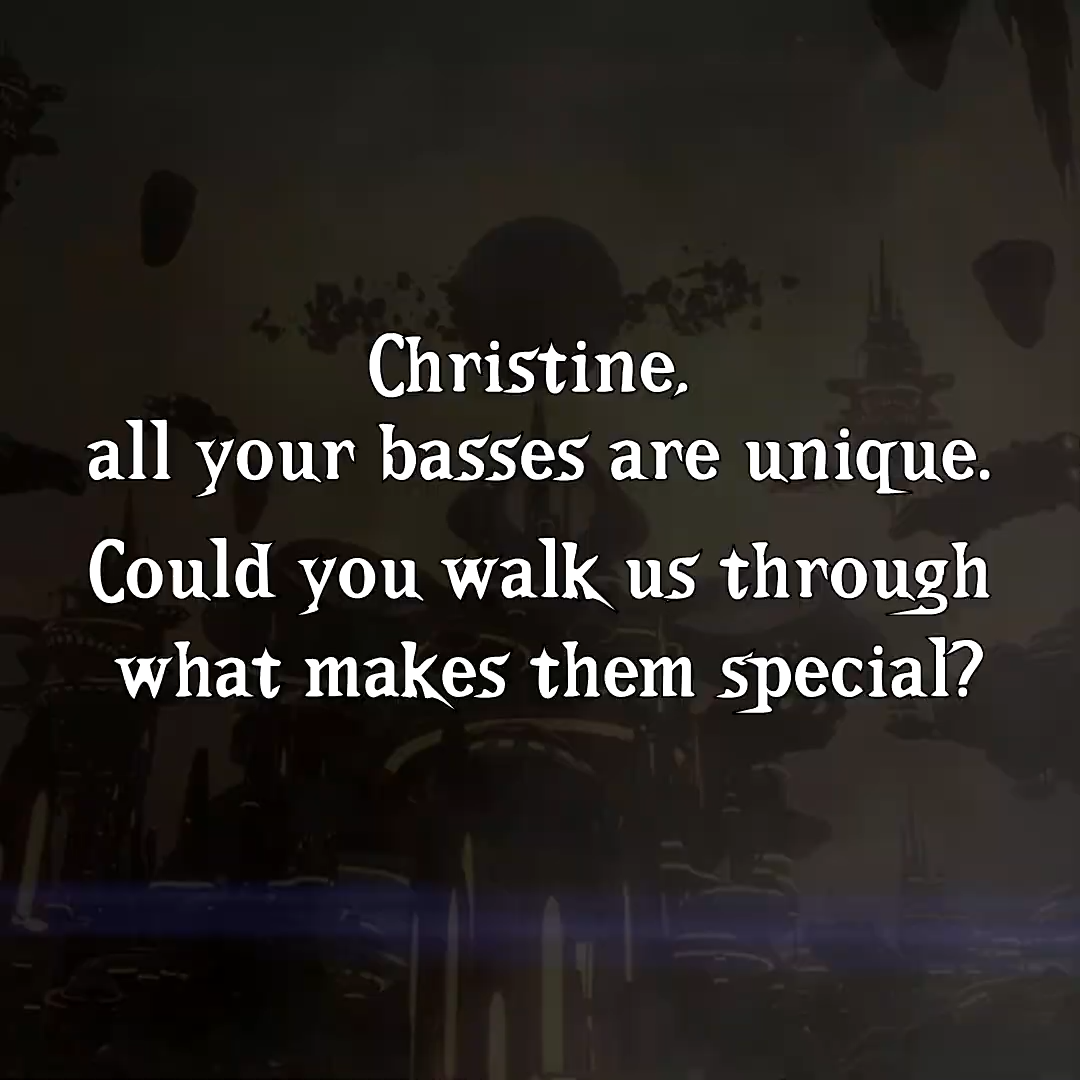 Christine,
all your basses are unique.
Could you walk us through
what makes them special?